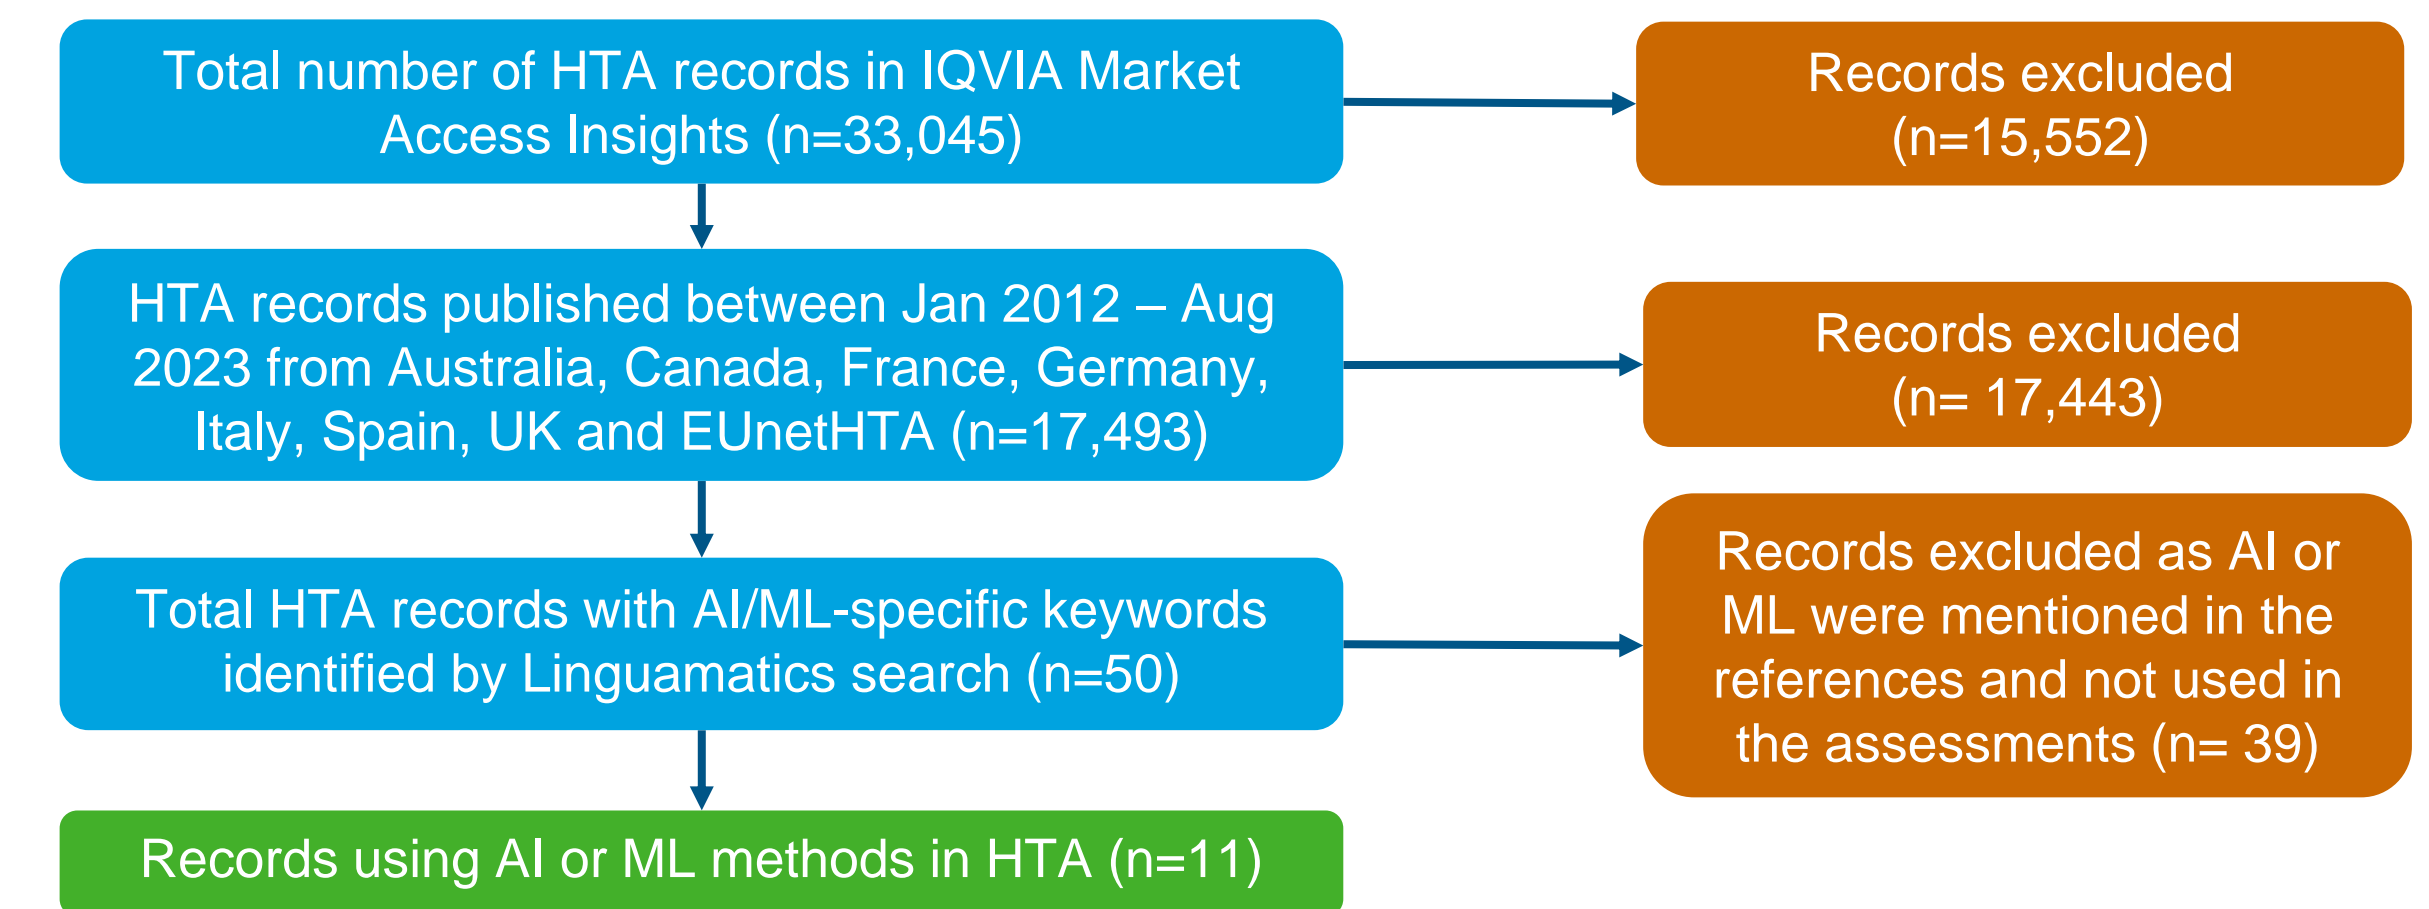 Total number of HTA records in IQVIA Market
Access Insights (n=33,045)
Records excluded
(n=15,552)
HTA records published between Jan 2012 – Aug
2023 from Australia, Canada, France, Germany,
Italy, Spain, UK and EUnetHTA (n=17,493)
Records excluded
(n= 17,443)
Total HTA records with AI/ML-specific keywords
identified by Linguamatics search (n=50)
Records excluded as AI or
ML were mentioned in the
references and not used in
the assessments (n= 39)
Records using AI or ML methods in HTA (n=11)